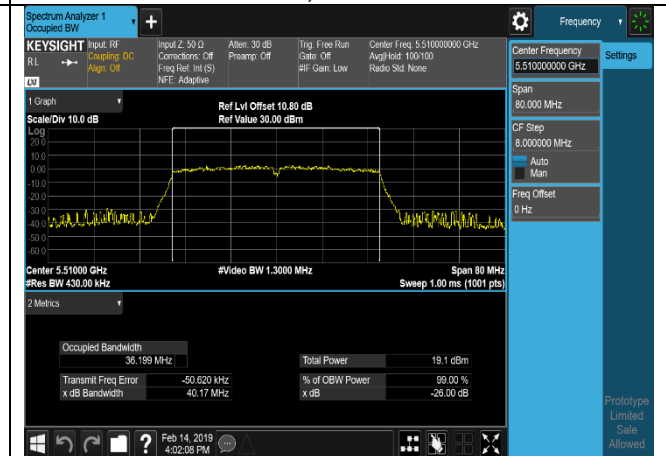 Spectrum Analyzer 1
Occupied BW
Frequency
KEYSIGHT
RL
Input: RF
Coupling: DC
Align: Off
Input Z: 50 Ω
Corrections: Off
Freq Ref: Int (S)
NFE: Adaptive
Atten: 30 dB
Preamp: Off
Trig: Free Run
Gate: Off
#IF Gain: Low
Center Freq: 5.510000000 GHz
Avg|Hold: 100/100
Radio Std: None
1 Graph
Scale/Div 10.0 dB
Ref Lvl Offset 10.80 dB
Ref Value 30.00 dBm
Log
20.0
10.0
0.00
-10.0
-20.0
-30.0
-40.0
-50.0
-60.0
Center 5.51000 GHz
#Res BW 430.00 kHz
#Video BW 1.3000 MHz
Span 80 MHz
Sweep 1.00 ms (1001 pts)
2 Metrics
Occupied Bandwidth
36.199 MHz
Transmit Freq Error -50.620 kHz
x dB Bandwidth 40.17 MHz
Total Power 19.1 dBm
% of OBW Power 99.00 %
x dB -26.00 dB
Feb 14, 2019
4:02:08 PM
Center Frequency
5.510000000 GHz
Span
80.000 MHz
CF Step
8.000000 MHz
Auto
Man
Freq Offset
0 Hz
Settings
Prototype
Limited
Sale
Allowed